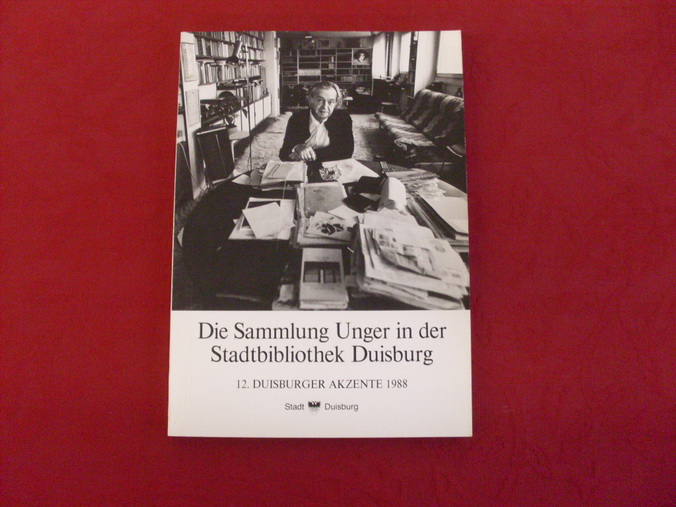 Die Sammlung Unger in der
Stadtbibliothek Duisburg
12. DUISBURGER AKZENTE 1988
Stadt Duisburg